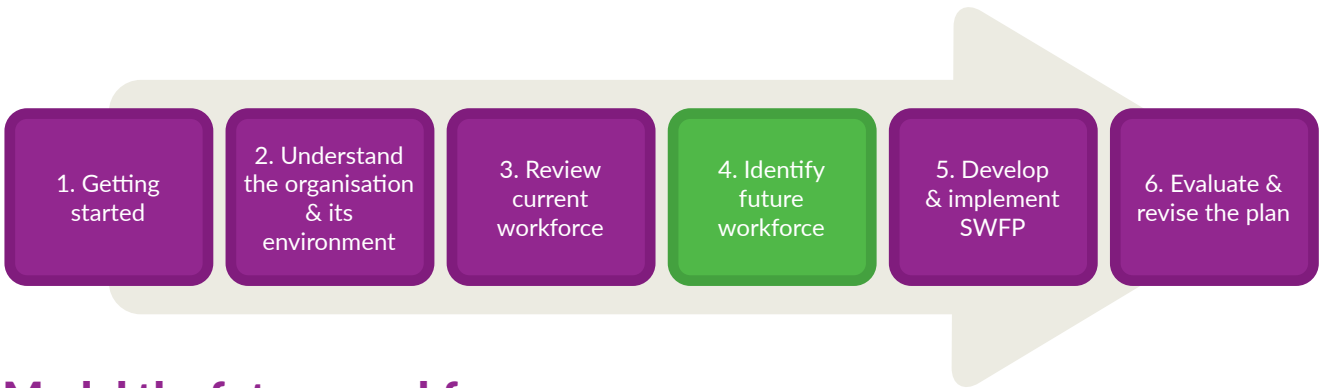 1. Getting
started
2. Understand
the organisation
& its
environment
3. Review
current
workforce
4. Identify
future
workforce
5. Develop
& implement
SWFP
6. Evaluate &
revise the plan